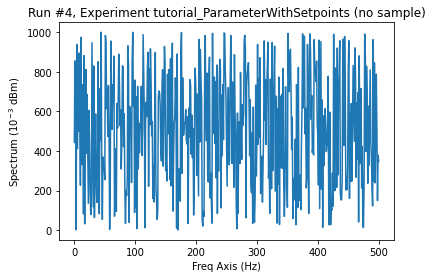 Run #4, Experiment tutorial_ParameterWithSetpoints (no sample)
1000
800
600
400
200
0
Spectrum (10⁻³ dBm)
0 100 200 300 400 500
Freq Axis (Hz)